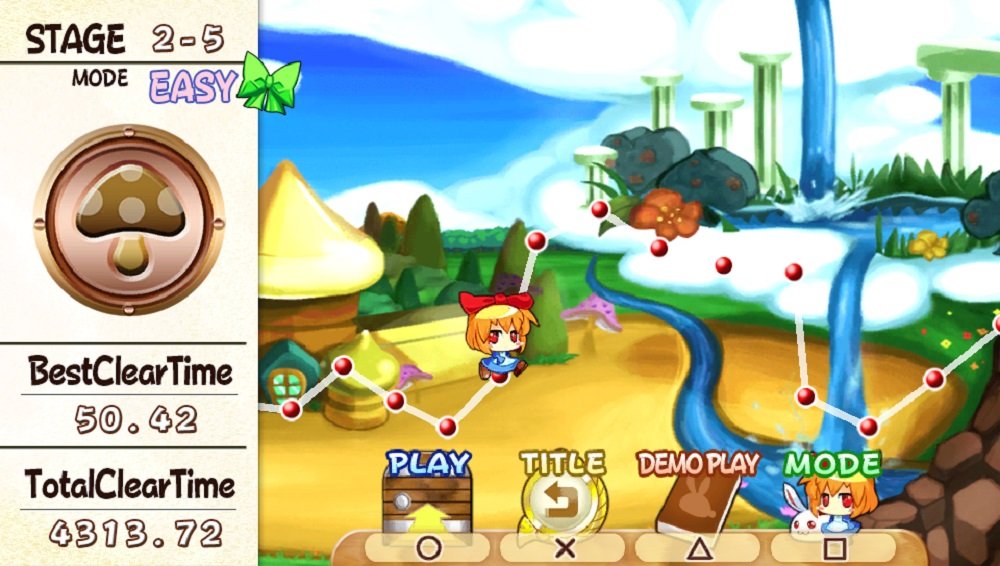 STAGE 2-5
MODE EASY
BestClearTime
50.42
TotalClearTime
4313.72
PLAY TITLE DEMO PLAY MODE